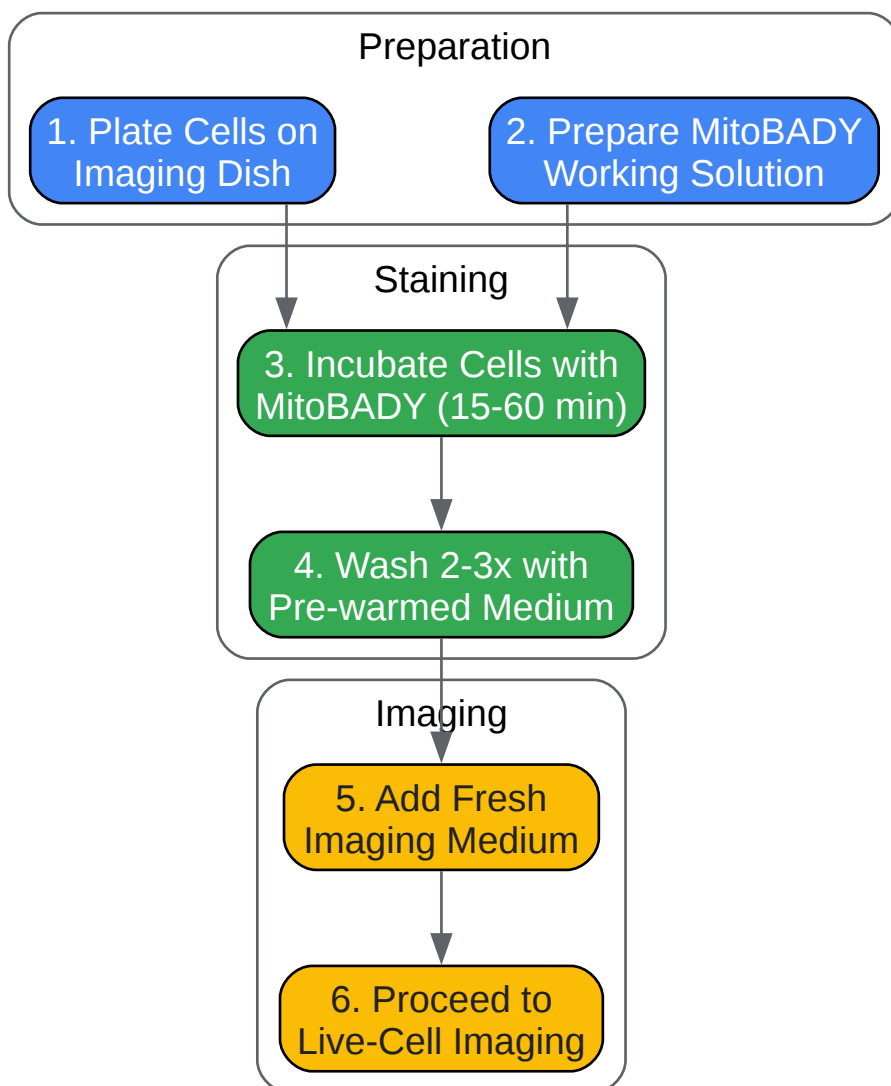 Preparation
1. Plate Cells on
Imaging Dish
2. Prepare MitoBADY
Working Solution
Staining
3. Incubate Cells with
MitoBADY (15-60 min)
4. Wash 2-3x with
Pre-warmed Medium
Imaging
5. Add Fresh
Imaging Medium
6. Proceed to
Live-Cell Imaging